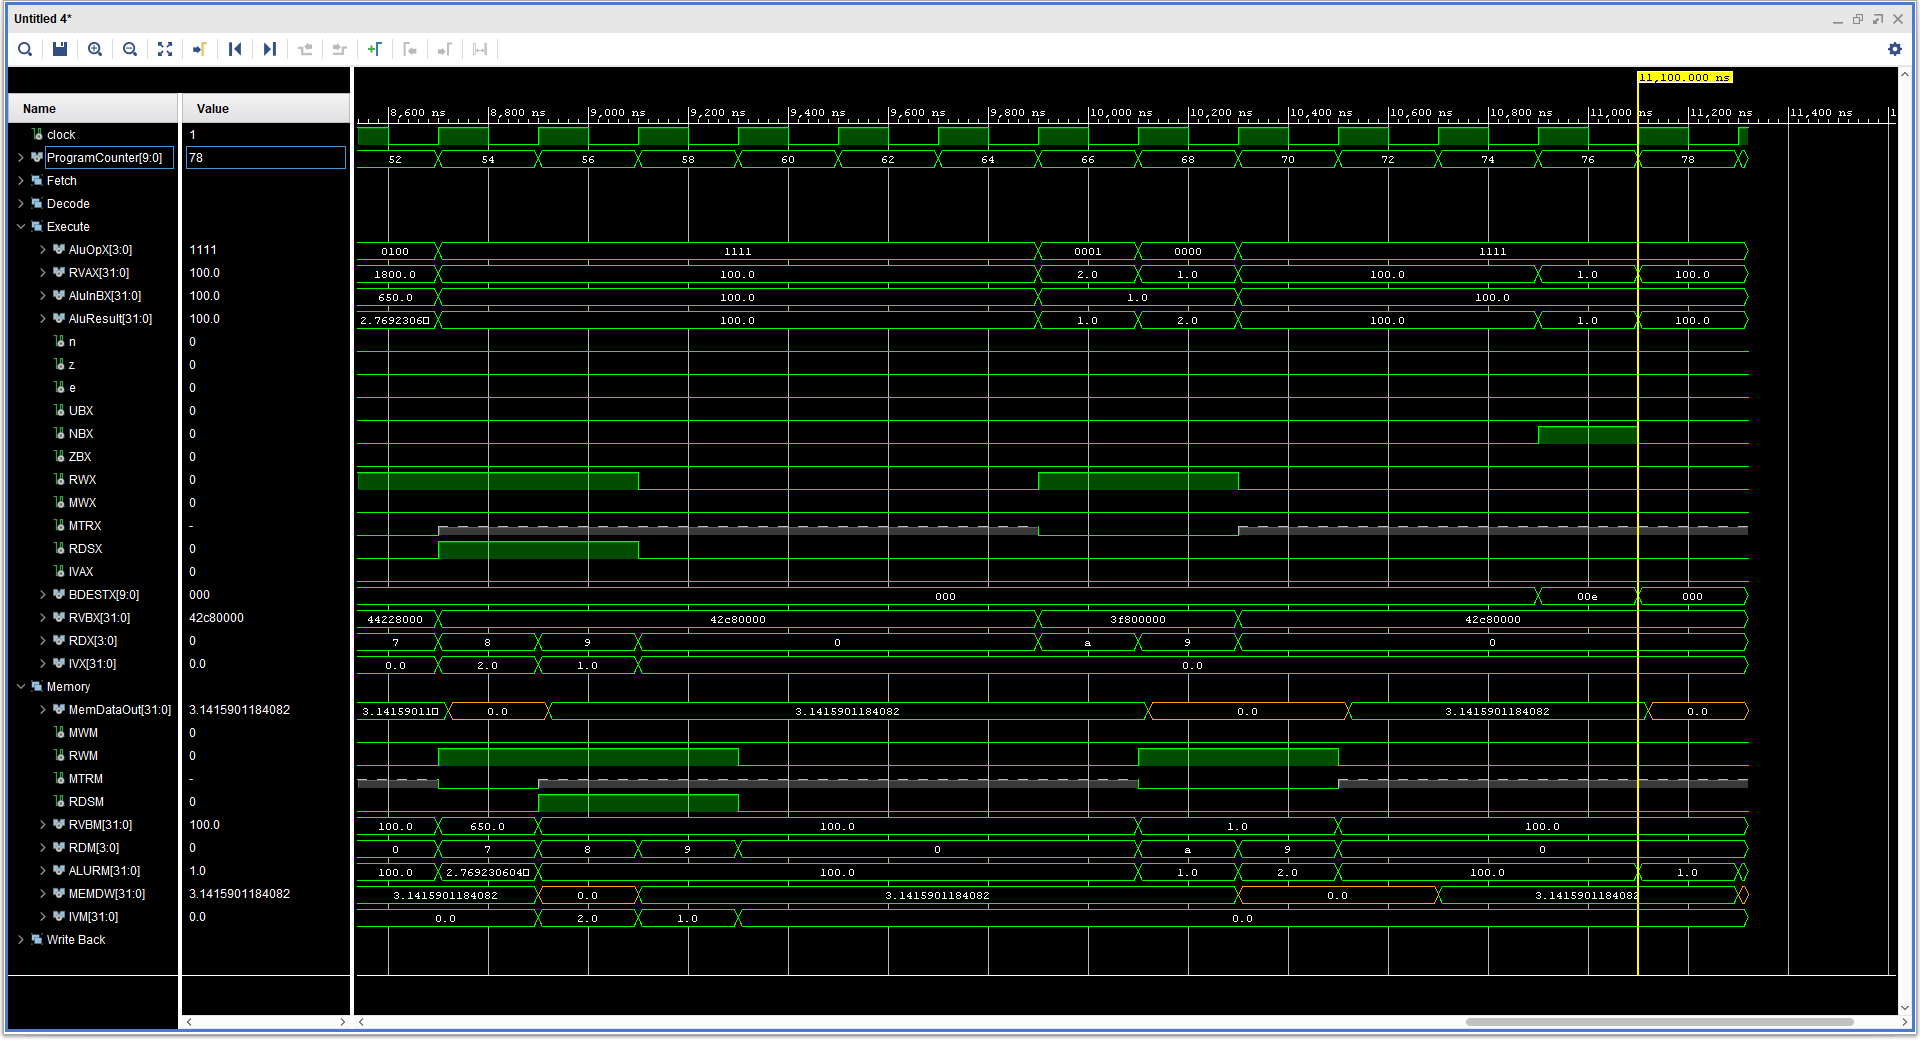 Untitled 4*
11,100.000 ns
Name Value
8,600 ns 8,800 ns 9,000 ns 9,200 ns 9,400 ns 9,600 ns 9,800 ns 10,000 ns 10,200 ns 10,400 ns 10,600 ns 10,800 ns 11,000 ns 11,200 ns 11,400 ns 1
clock 1
ProgramCounter[9:0] 78 52 54 56 58 60 62 64 66 68 70 72 74 76 78
Fetch
Decode
Execute
AluOpX[3:0] 1111 0100 1111 0001 0000 1111
RVAX[31:0] 100.0 1800.0 100.0 2.0 1.0 100.0 1.0 100.0
AluInBX[31:0] 100.0 650.0 100.0 1.0 100.0
AluResult[31:0] 100.0 2.7692306 100.0 1.0 2.0 100.0 1.0 100.0
n 0
z 0
e 0
UBX 0
NBX 0
ZBX 0
RWX 0
MWX 0
MTRX -
RDSX 0
IVAX 0
BDESTX[9:0] 000 000 00e 000
RVBX[31:0] 42c80000 44228000 42c80000 3f800000 42c80000
RDX[3:0] 0 7 8 9 0 a 9 0
IVX[31:0] 0.0 0.0 2.0 1.0 0.0
Memory
MemDataOut[31:0] 3.1415901184082 3.14159011 0.0 3.1415901184082 0.0 3.1415901184082 0.0
MWM 0
RWM 0
MTRM -
RDSM 0
RVBM[31:0] 100.0 100.0 650.0 100.0 1.0 100.0
RDM[3:0] 0 0 7 8 9 0 a 9 0
ALURM[31:0] 1.0 100.0 2.769230604 100.0 1.0 2.0 100.0 1.0
MEMDW[31:0] 3.1415901184082 3.1415901184082 0.0 3.1415901184082 0.0 3.1415901184082
IVM[31:0] 0.0 0.0 2.0 1.0 0.0
Write Back